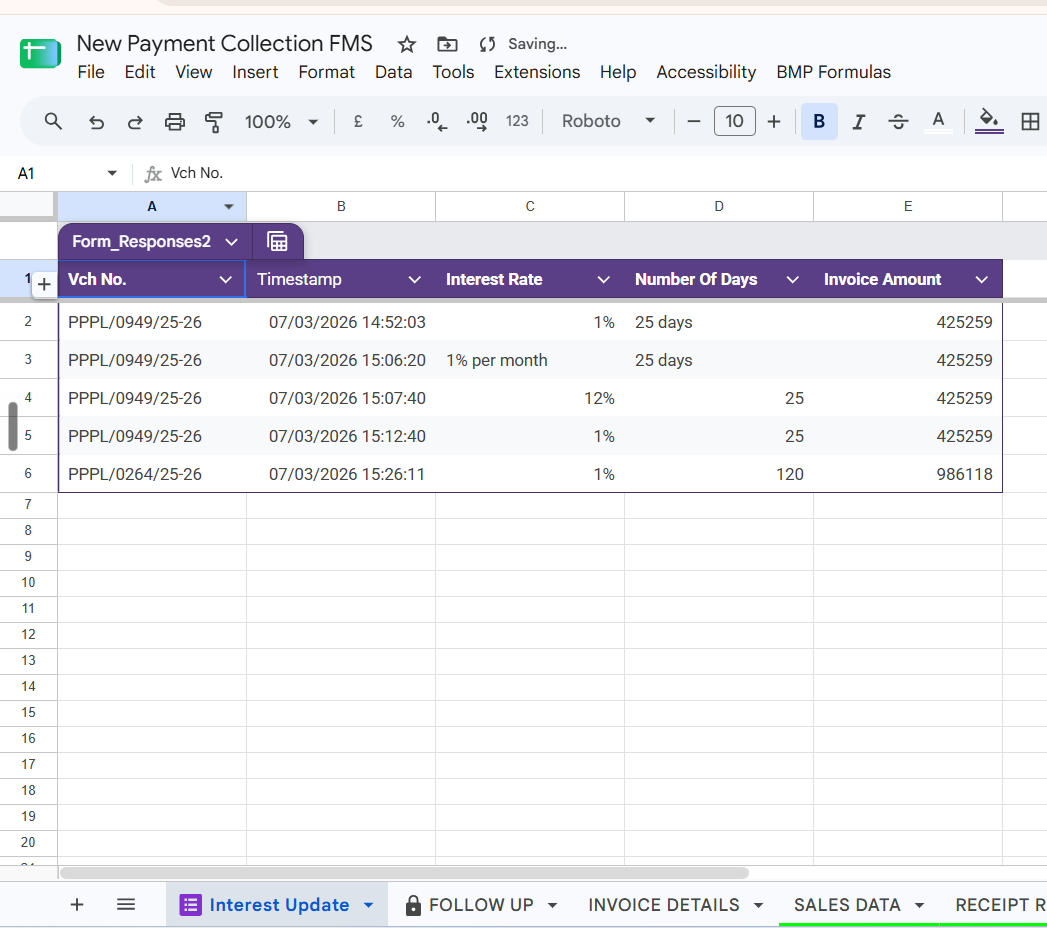 New Payment Collection FMS Saving...
File Edit View Insert Format Data Tools Extensions Help Accessibility BMP Formulas
100% £ % .0 .00 123 Roboto 10 B I S A
A1 fx Vch No.
A B C D E
Form_Responses2
1 Vch No. Timestamp Interest Rate Number Of Days Invoice Amount
2 PPPL/0949/25-26 07/03/2026 14:52:03 1% 25 days 425259
3 PPPL/0949/25-26 07/03/2026 15:06:20 1% per month 25 days 425259
4 PPPL/0949/25-26 07/03/2026 15:07:40 12% 25 425259
5 PPPL/0949/25-26 07/03/2026 15:12:40 1% 25 425259
6 PPPL/0264/25-26 07/03/2026 15:26:11 1% 120 986118
7
8
9
10
11
12
13
14
15
16
17
18
19
20
Interest Update FOLLOW UP INVOICE DETAILS SALES DATA RECEIPT R